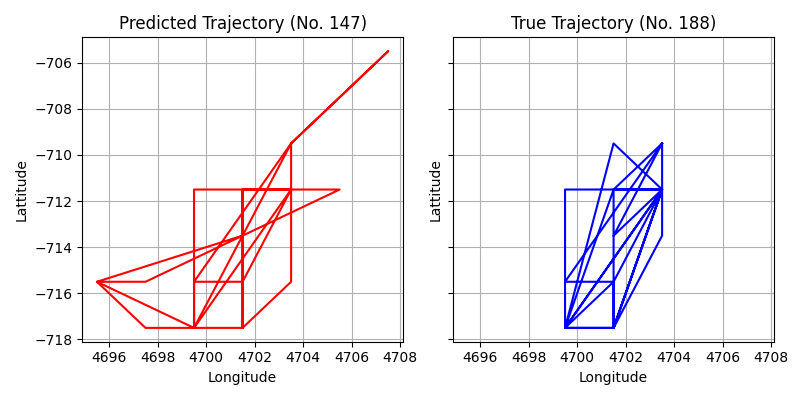 Predicted Trajectory (No. 147)
True Trajectory (No. 188)
Lattitude
−706
−708
−710
−712
−714
−716
−718
4696 4698 4700 4702 4704 4706 4708
Longitude
Lattitude
4696 4698 4700 4702 4704 4706 4708
Longitude